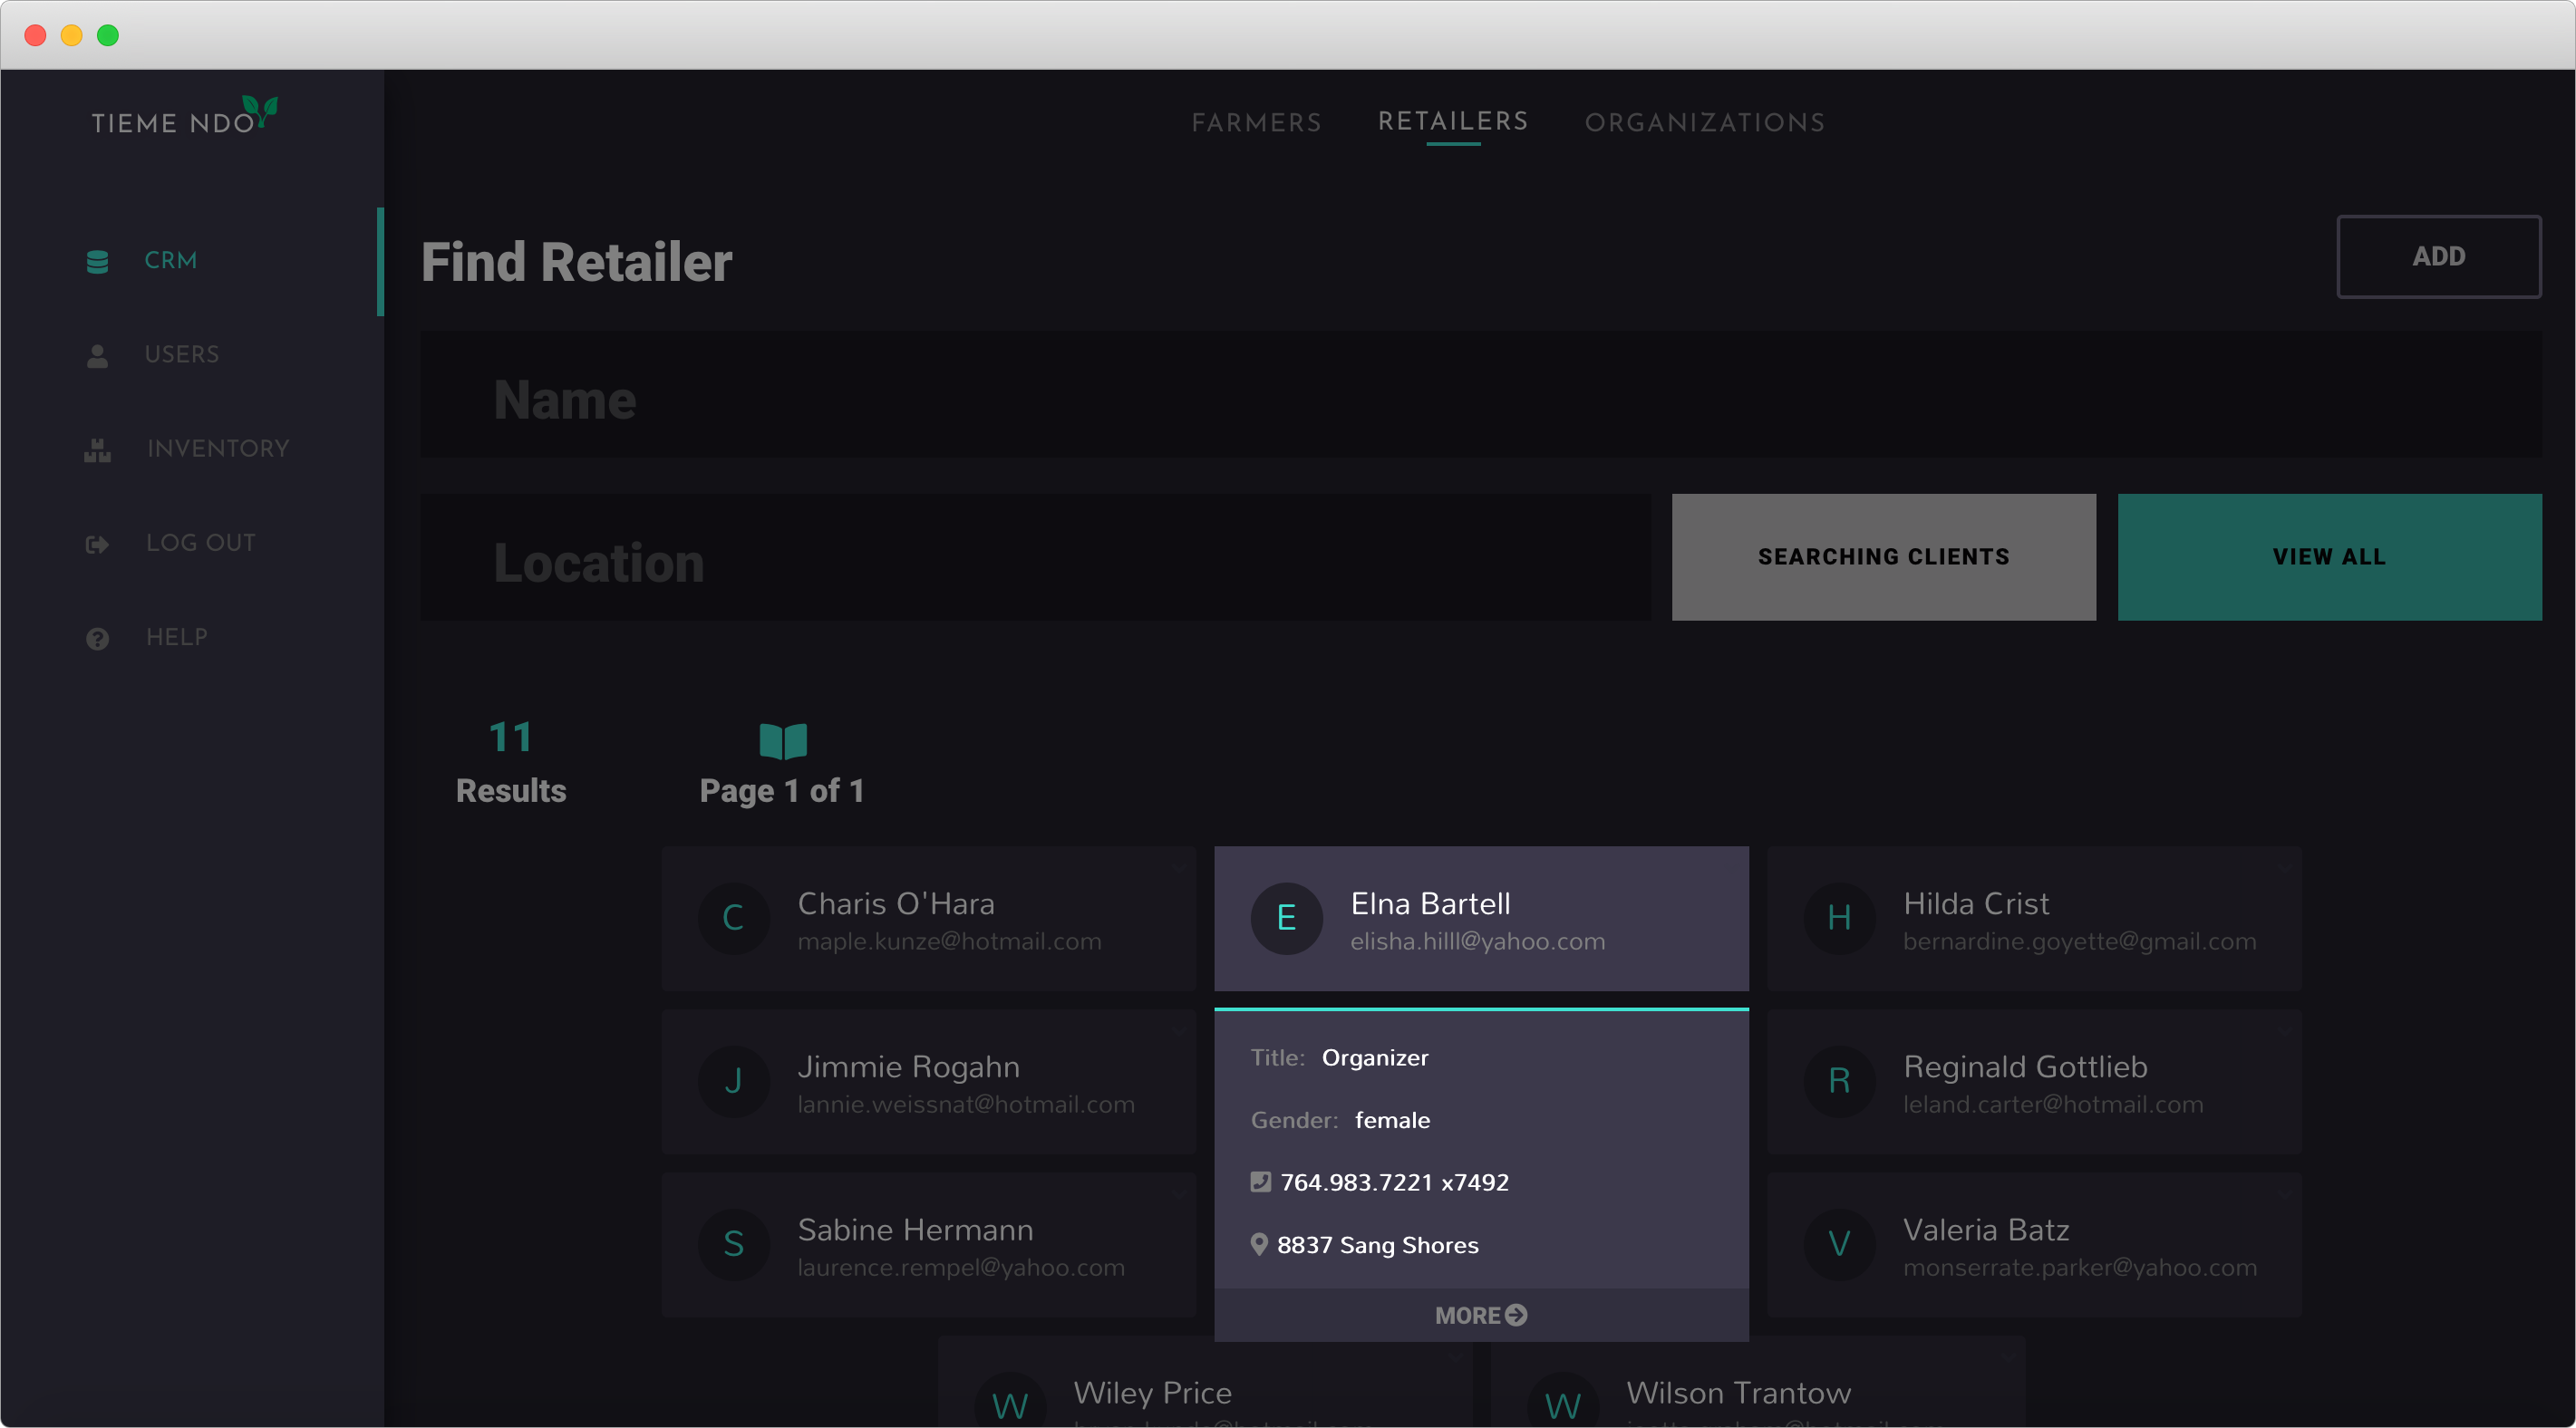 TIEME NDO
FARMERS
RETAILERS
ORGANIZATIONS
CRM
USERS
INVENTORY
LOG OUT
HELP
Find Retailer
ADD
Name
Location
SEARCHING CLIENTS
VIEW ALL
11
Results
Page 1 of 1
C
Charis O'Hara
maple.kunze@hotmail.com
E
Elna Bartell
elisha.hilll@yahoo.com
H
Hilda Crist
bernardine.goyette@gmail.com
J
Jimmie Rogahn
lannie.weissnat@hotmail.com
Title: Organizer
Gender: female
764.983.7221 x7492
8837 Sang Shores
MORE
R
Reginald Gottlieb
leland.carter@hotmail.com
S
Sabine Hermann
laurence.rempel@yahoo.com
V
Valeria Batz
monserrate.parker@yahoo.com
W
Wiley Price
W
Wilson Trantow